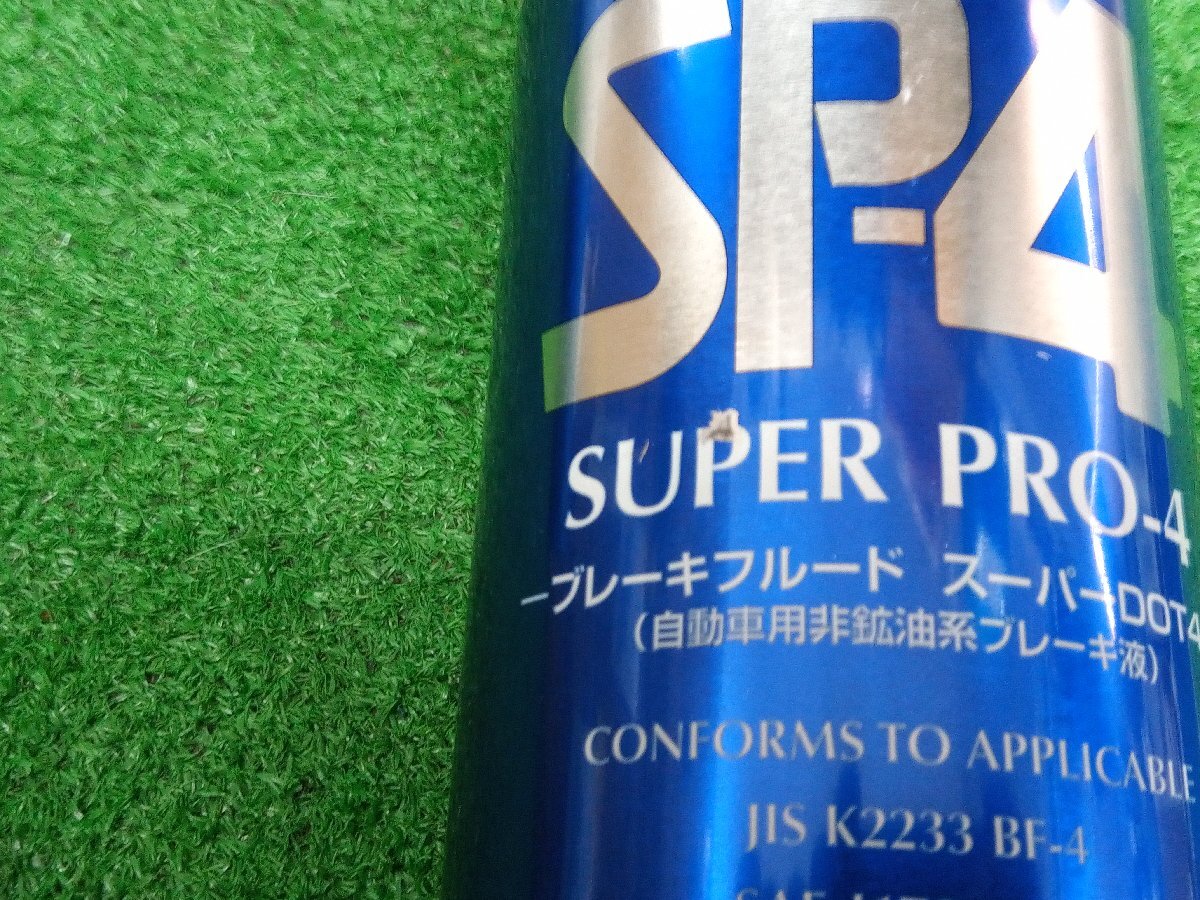 SP-4
SUPER PRO-4
ブレーキフルード スーパーDOT4
(自動車用非鉱油系ブレーキ液)
CONFORMS TO APPLICABLE
JIS K2233 BF-4
SAE